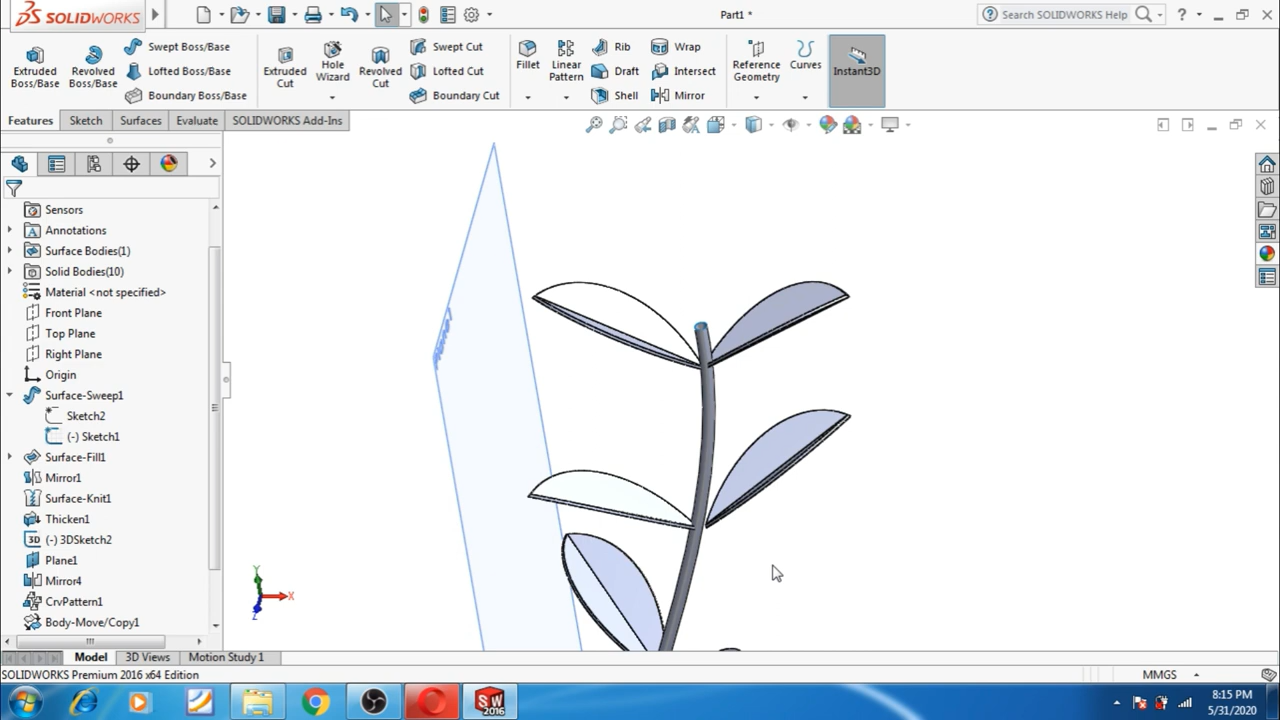 SOLIDWORKS
Part1 *
Search SOLIDWORKS Help
?
Extruded Boss/Base
Revolved Boss/Base
Swept Boss/Base
Lofted Boss/Base
Boundary Boss/Base
Extruded Cut
Hole Wizard
Revolved Cut
Swept Cut
Lofted Cut
Boundary Cut
Fillet
Linear Pattern
Rib
Draft
Shell
Wrap
Intersect
Mirror
Reference Geometry
Curves
Instant3D
Features
Sketch
Surfaces
Evaluate
SOLIDWORKS Add-Ins
Sensors
Annotations
Surface Bodies(1)
Solid Bodies(10)
Material <not specified>
Front Plane
Top Plane
Right Plane
Origin
Surface-Sweep1
Sketch2
(-) Sketch1
Surface-Fill1
Mirror1
Surface-Knit1
Thicken1
3D (-) 3DSketch2
Plane1
Mirror4
CrvPattern1
Body-Move/Copy1
Y
X
Z
Model
3D Views
Motion Study 1
SOLIDWORKS Premium 2016 x64 Edition
MMGS
SW
2016
8:15 PM
5/31/2020